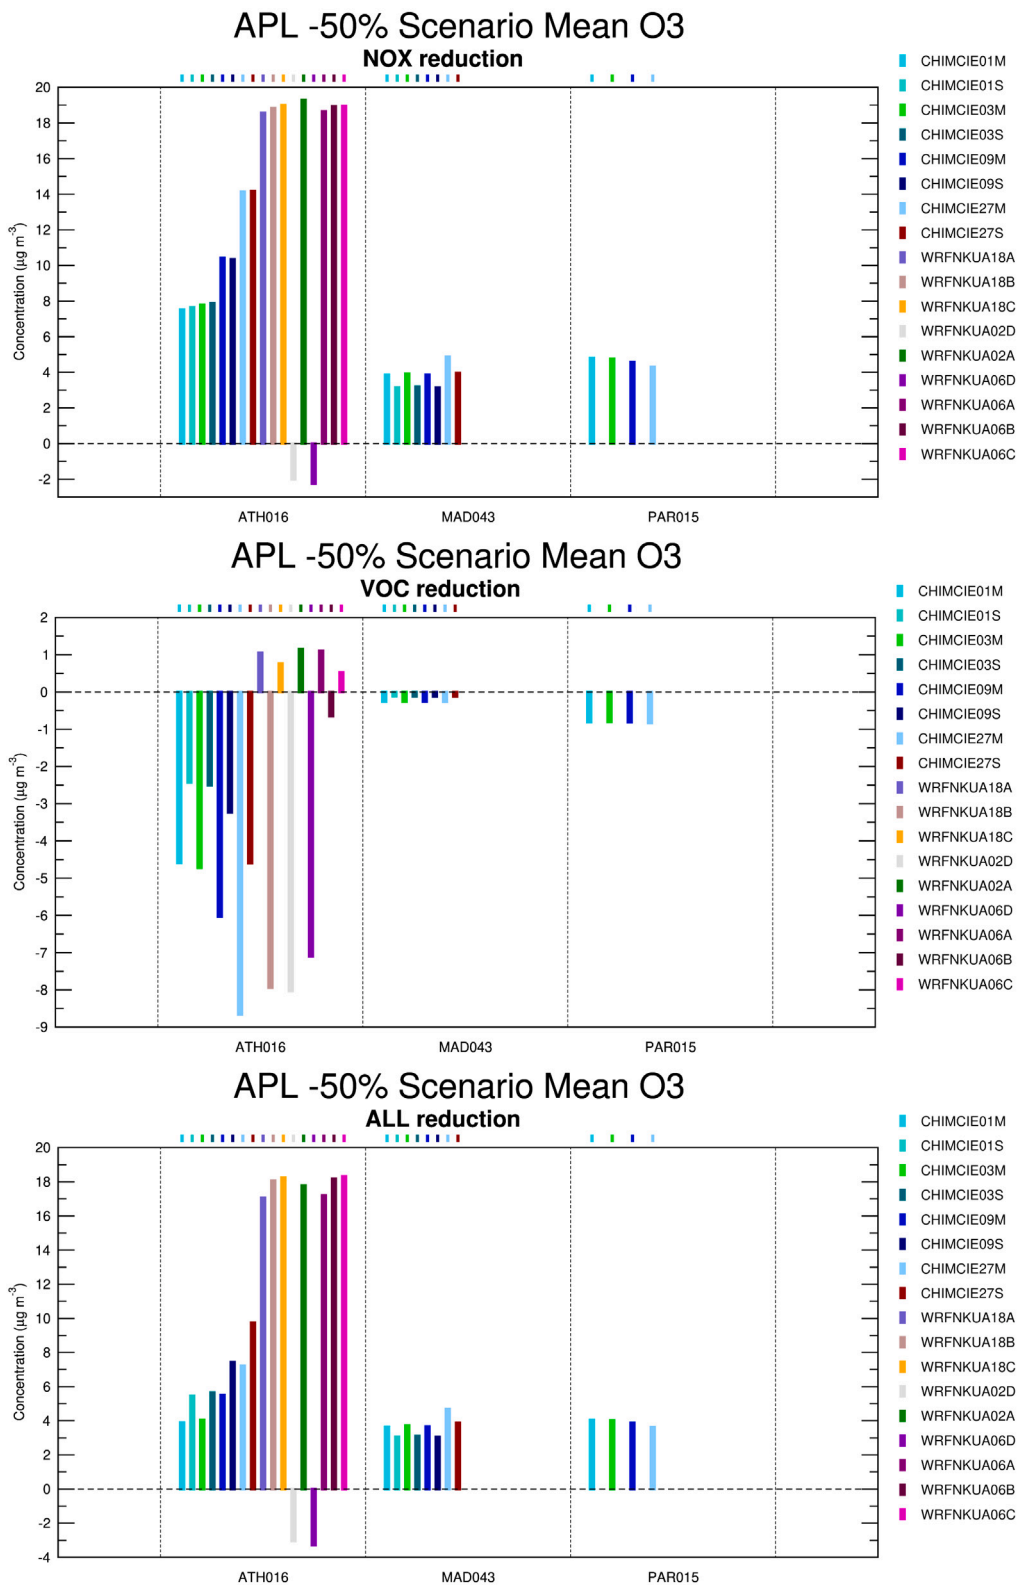 APL -50% Scenario Mean O3
NOX reduction
20
18
16
14
12
10
8
6
4
2
0
-2
Concentration (µg m-3)
ATH016 MAD043 PAR015
CHIMCIE01M
CHIMCIE01S
CHIMCIE03M
CHIMCIE03S
CHIMCIE09M
CHIMCIE09S
CHIMCIE27M
CHIMCIE27S
WRFNKUA18A
WRFNKUA18B
WRFNKUA18C
WRFNKUA02D
WRFNKUA02A
WRFNKUA06D
WRFNKUA06A
WRFNKUA06B
WRFNKUA06C
APL -50% Scenario Mean O3
VOC reduction
2
1
0
-1
-2
-3
-4
-5
-6
-7
-8
-9
Concentration (µg m-3)
ATH016 MAD043 PAR015
CHIMCIE01M
CHIMCIE01S
CHIMCIE03M
CHIMCIE03S
CHIMCIE09M
CHIMCIE09S
CHIMCIE27M
CHIMCIE27S
WRFNKUA18A
WRFNKUA18B
WRFNKUA18C
WRFNKUA02D
WRFNKUA02A
WRFNKUA06D
WRFNKUA06A
WRFNKUA06B
WRFNKUA06C
APL -50% Scenario Mean O3
ALL reduction
20
18
16
14
12
10
8
6
4
2
0
-2
-4
Concentration (µg m-3)
ATH016 MAD043 PAR015
CHIMCIE01M
CHIMCIE01S
CHIMCIE03M
CHIMCIE03S
CHIMCIE09M
CHIMCIE09S
CHIMCIE27M
CHIMCIE27S
WRFNKUA18A
WRFNKUA18B
WRFNKUA18C
WRFNKUA02D
WRFNKUA02A
WRFNKUA06D
WRFNKUA06A
WRFNKUA06B
WRFNKUA06C